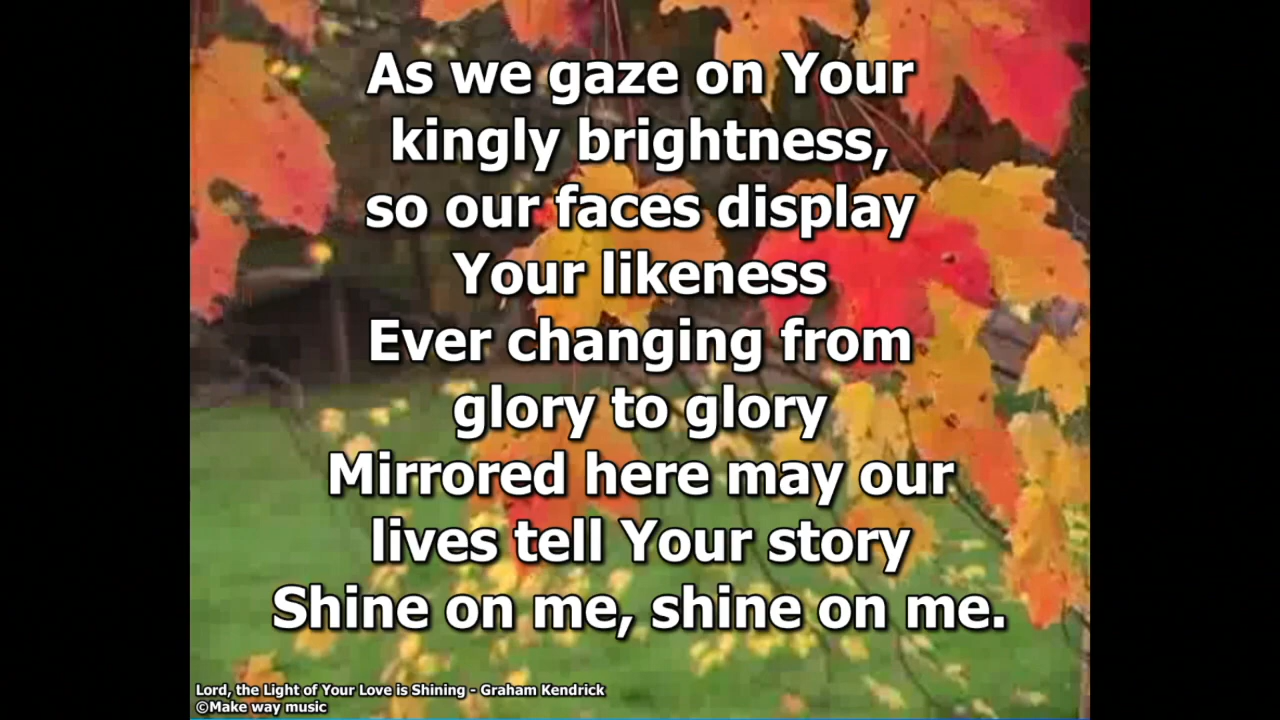 As we gaze on Your
kingly brightness,
so our faces display
Your likeness
Ever changing from
glory to glory
Mirrored here may our
lives tell Your story
Shine on me, shine on me.
Lord, the Light of Your Love is Shining - Graham Kendrick
©Make way music